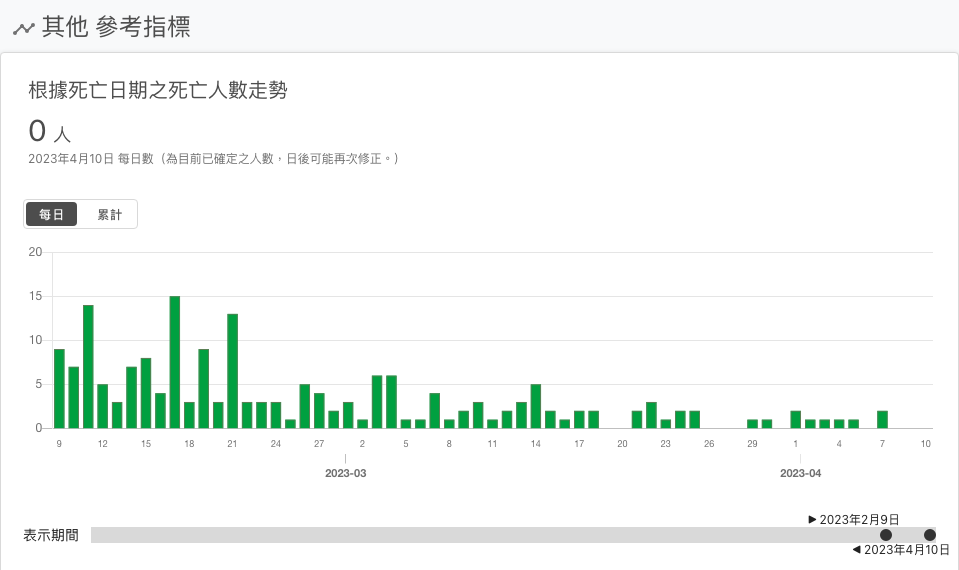 其他 參考指標
根據死亡日期之死亡人數走勢
0 人
2023年4月10日 每日數（為目前已確定之人數，日後可能再次修正。）
每日 累計
20
15
10
5
0
9 12 15 18 21 24 27 2 5 8 11 14 17 20 23 26 29 1 4 7 10
2023-03 2023-04
▶ 2023年2月9日
表示期間
◀ 2023年4月10日